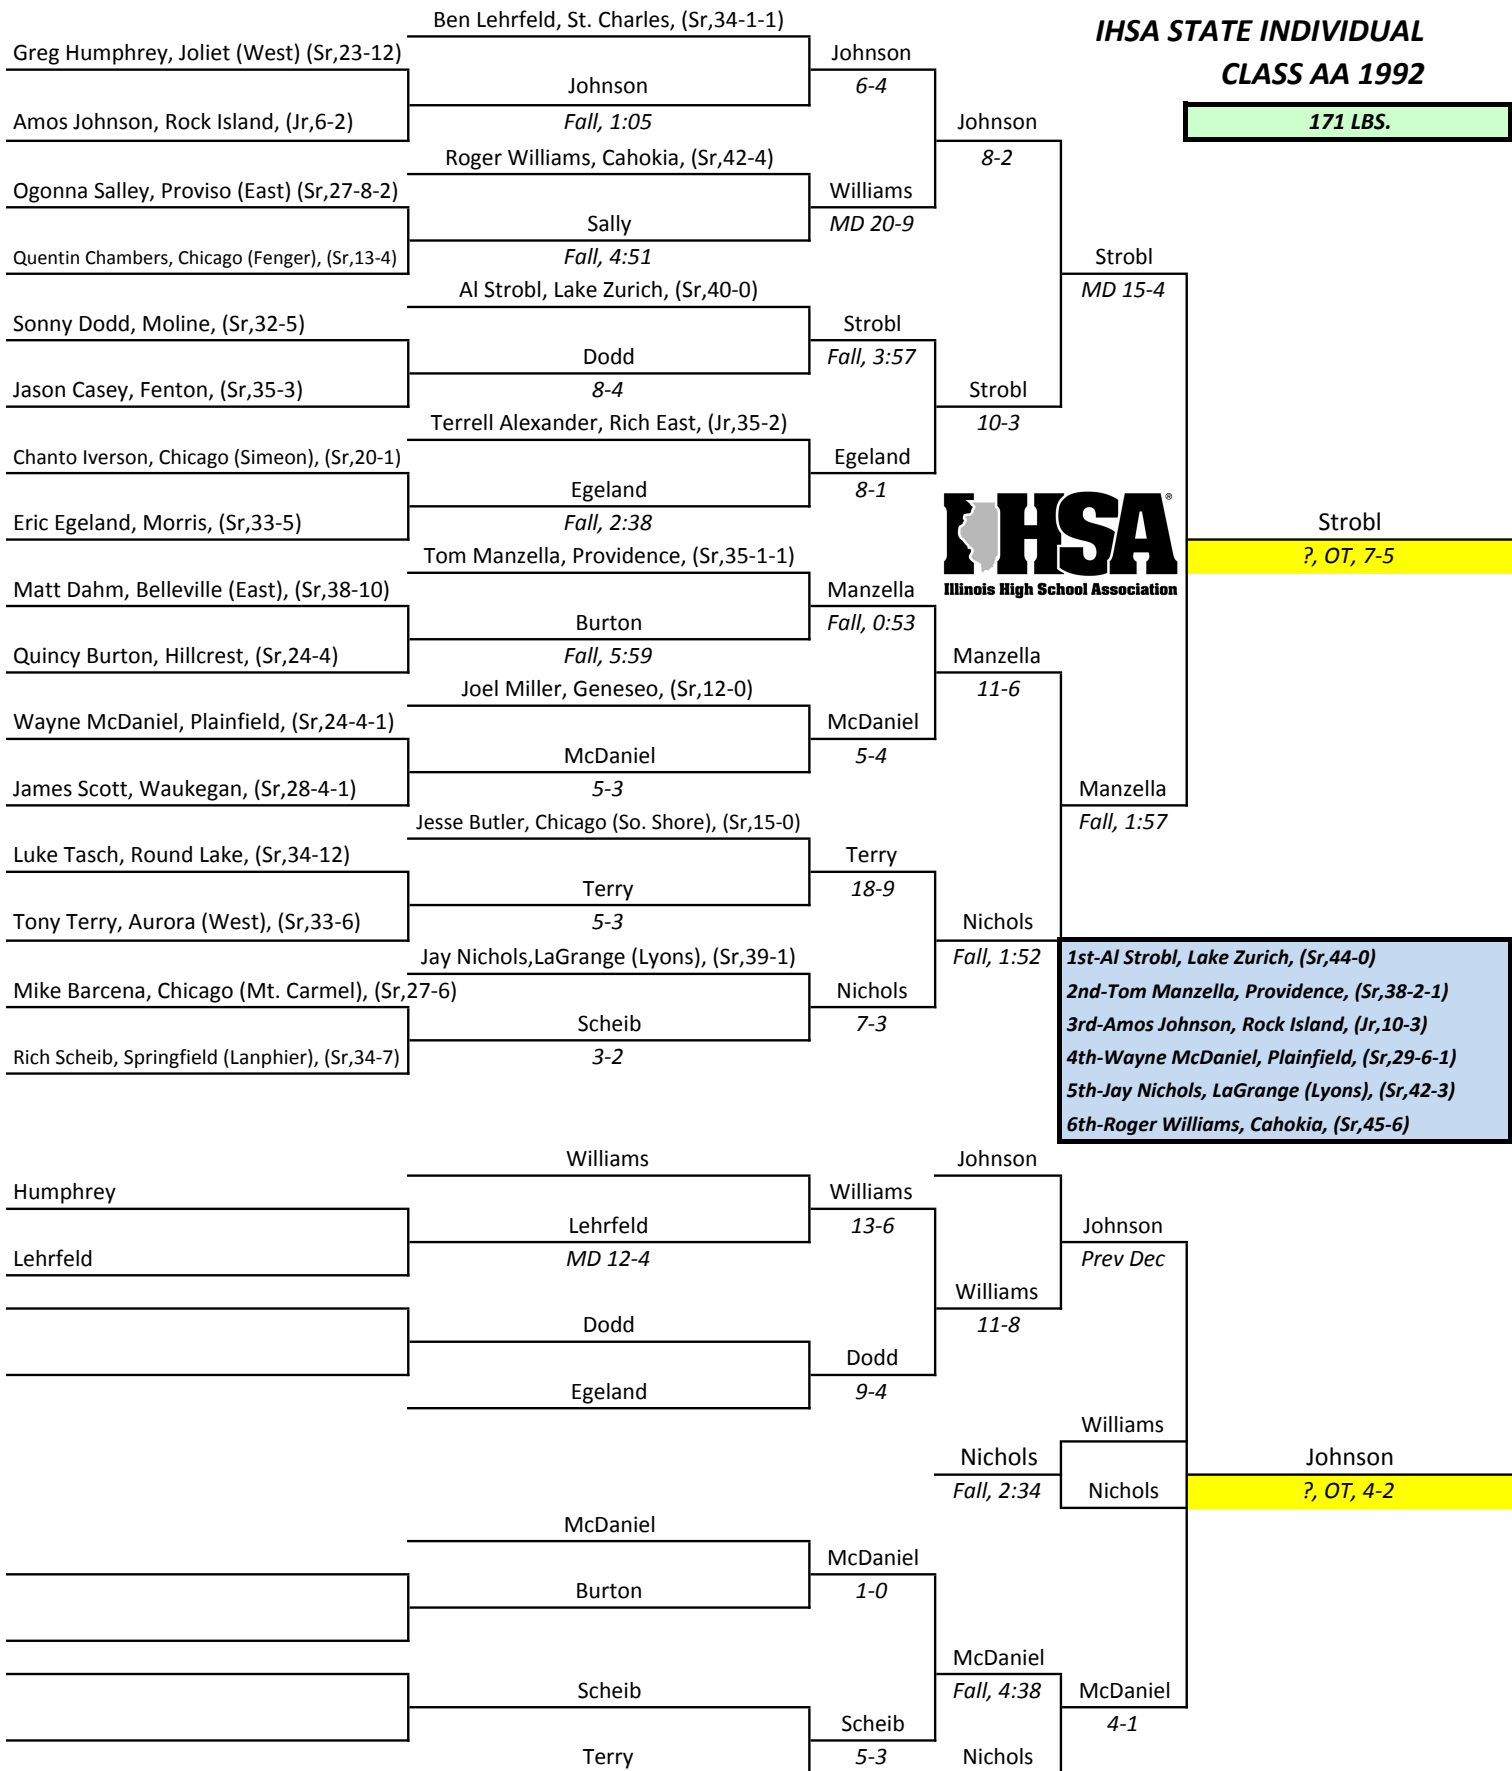 Ben Lehrfeld, St. Charles, (Sr,34-1-1)
IHSA STATE INDIVIDUAL
CLASS AA 1992
171 LBS.
Greg Humphrey, Joliet (West) (Sr,23-12)
Johnson
6-4
Johnson
Fall, 1:05
Amos Johnson, Rock Island, (Jr,6-2)
Johnson
8-2
Roger Williams, Cahokia, (Sr,42-4)
Ogonna Salley, Proviso (East) (Sr,27-8-2)
Williams
MD 20-9
Sally
Fall, 4:51
Quentin Chambers, Chicago (Fenger), (Sr,13-4)
Strobl
MD 15-4
Al Strobl, Lake Zurich, (Sr,40-0)
Sonny Dodd, Moline, (Sr,32-5)
Strobl
Fall, 3:57
Dodd
8-4
Jason Casey, Fenton, (Sr,35-3)
Strobl
10-3
Terrell Alexander, Rich East, (Jr,35-2)
Chanto Iverson, Chicago (Simeon), (Sr,20-1)
Egeland
8-1
Egeland
Fall, 2:38
Eric Egeland, Morris, (Sr,33-5)
IHSA®
Illinois High School Association
Strobl
?, OT, 7-5
Tom Manzella, Providence, (Sr,35-1-1)
Matt Dahm, Belleville (East), (Sr,38-10)
Manzella
Fall, 0:53
Burton
Fall, 5:59
Quincy Burton, Hillcrest, (Sr,24-4)
Manzella
11-6
Joel Miller, Geneseo, (Sr,12-0)
Wayne McDaniel, Plainfield, (Sr,24-4-1)
McDaniel
5-4
McDaniel
5-3
James Scott, Waukegan, (Sr,28-4-1)
Manzella
Fall, 1:57
Jesse Butler, Chicago (So. Shore), (Sr,15-0)
Luke Tasch, Round Lake, (Sr,34-12)
Terry
18-9
Terry
5-3
Tony Terry, Aurora (West), (Sr,33-6)
Nichols
Fall, 1:52
Jay Nichols,LaGrange (Lyons), (Sr,39-1)
Mike Barcena, Chicago (Mt. Carmel), (Sr,27-6)
Nichols
7-3
Scheib
3-2
Rich Scheib, Springfield (Lanphier), (Sr,34-7)
1st-Al Strobl, Lake Zurich, (Sr,44-0)
2nd-Tom Manzella, Providence, (Sr,38-2-1)
3rd-Amos Johnson, Rock Island, (Jr,10-3)
4th-Wayne McDaniel, Plainfield, (Sr,29-6-1)
5th-Jay Nichols, LaGrange (Lyons), (Sr,42-3)
6th-Roger Williams, Cahokia, (Sr,45-6)
Williams
Johnson
Humphrey
Williams
13-6
Lehrfeld
MD 12-4
Johnson
Prev Dec
Lehrfeld
Williams
11-8
Dodd
Dodd
9-4
Egeland
Williams
Nichols
Fall, 2:34
Nichols
Johnson
?, OT, 4-2
McDaniel
McDaniel
1-0
Burton
McDaniel
Fall, 4:38
Scheib
McDaniel
4-1
Scheib
5-3
Terry
Nichols